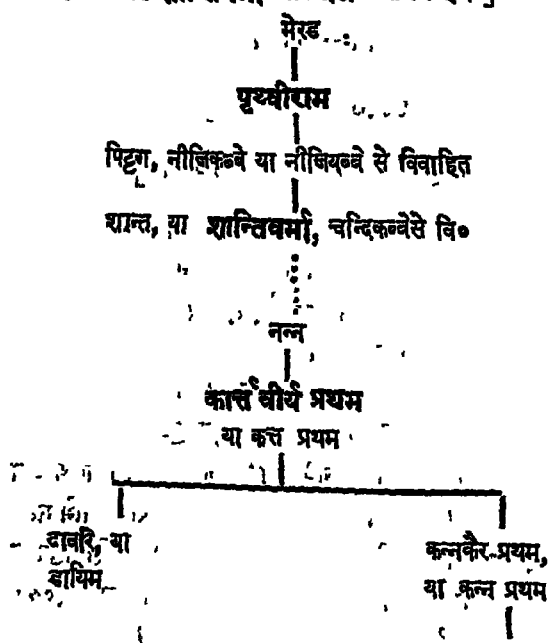 मेरड
पृथ्वीराम
पिट्टग, नीजिकब्बे या नीजियब्बे से विवाहित
शान्त, या शान्तिवर्मा, चन्दिकब्बेसे वि०
नन्न
कार्त्तवीर्य प्रथम
या कत्त प्रथम
दावरि, या
डायिम
कन्नकैर-प्रथम,
या कन्न प्रथम